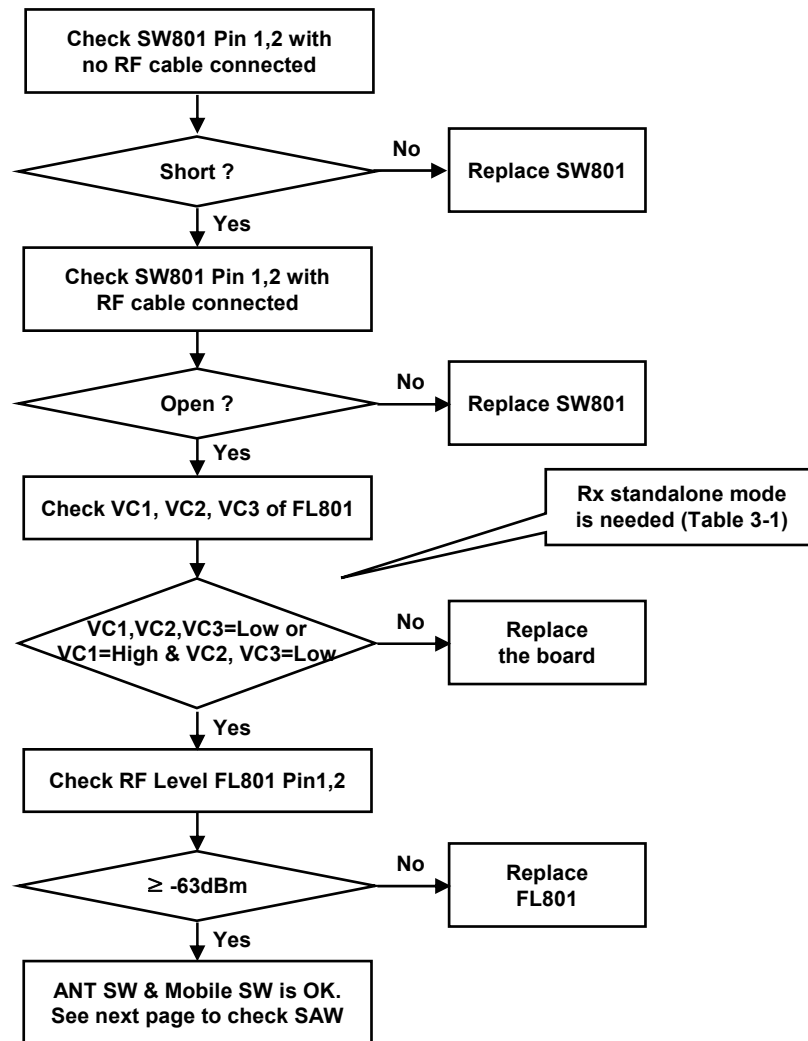 Check SW801 Pin 1,2 with
no RF cable connected
No
Short ?
Replace SW801
Yes
Check SW801 Pin 1,2 with
RF cable connected
No
Open ?
Replace SW801
Yes
Check VC1, VC2, VC3 of FL801
Rx standalone mode
is needed (Table 3-1)
VC1,VC2,VC3=Low or
VC1=High & VC2, VC3=Low
No
Replace
the board
Yes
Check RF Level FL801 Pin1,2
No
≥ -63dBm
Replace
FL801
Yes
ANT SW & Mobile SW is OK.
See next page to check SAW